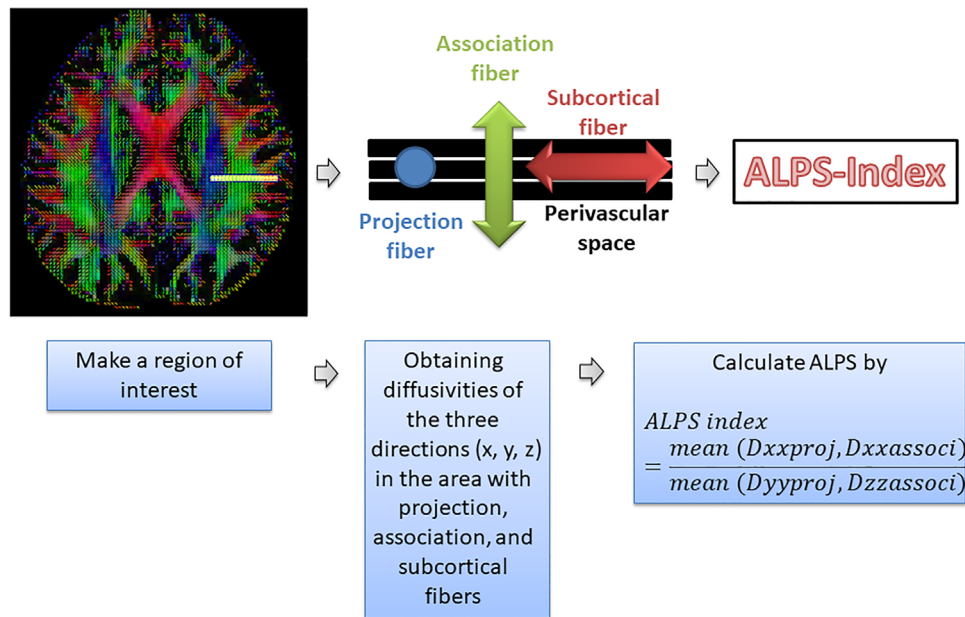 Association
fiber
Subcortical
fiber
Projection
fiber
Perivascular
space
ALPS-Index
Make a region of
interest
Obtaining
diffusivities of
the three
directions (x, y, z)
in the area with
projection,
association, and
subcortical
fibers
Calculate ALPS by
ALPS index
= mean (Dxxproj, Dxxassoci)
mean (Dyyproj, Dzzassoci)